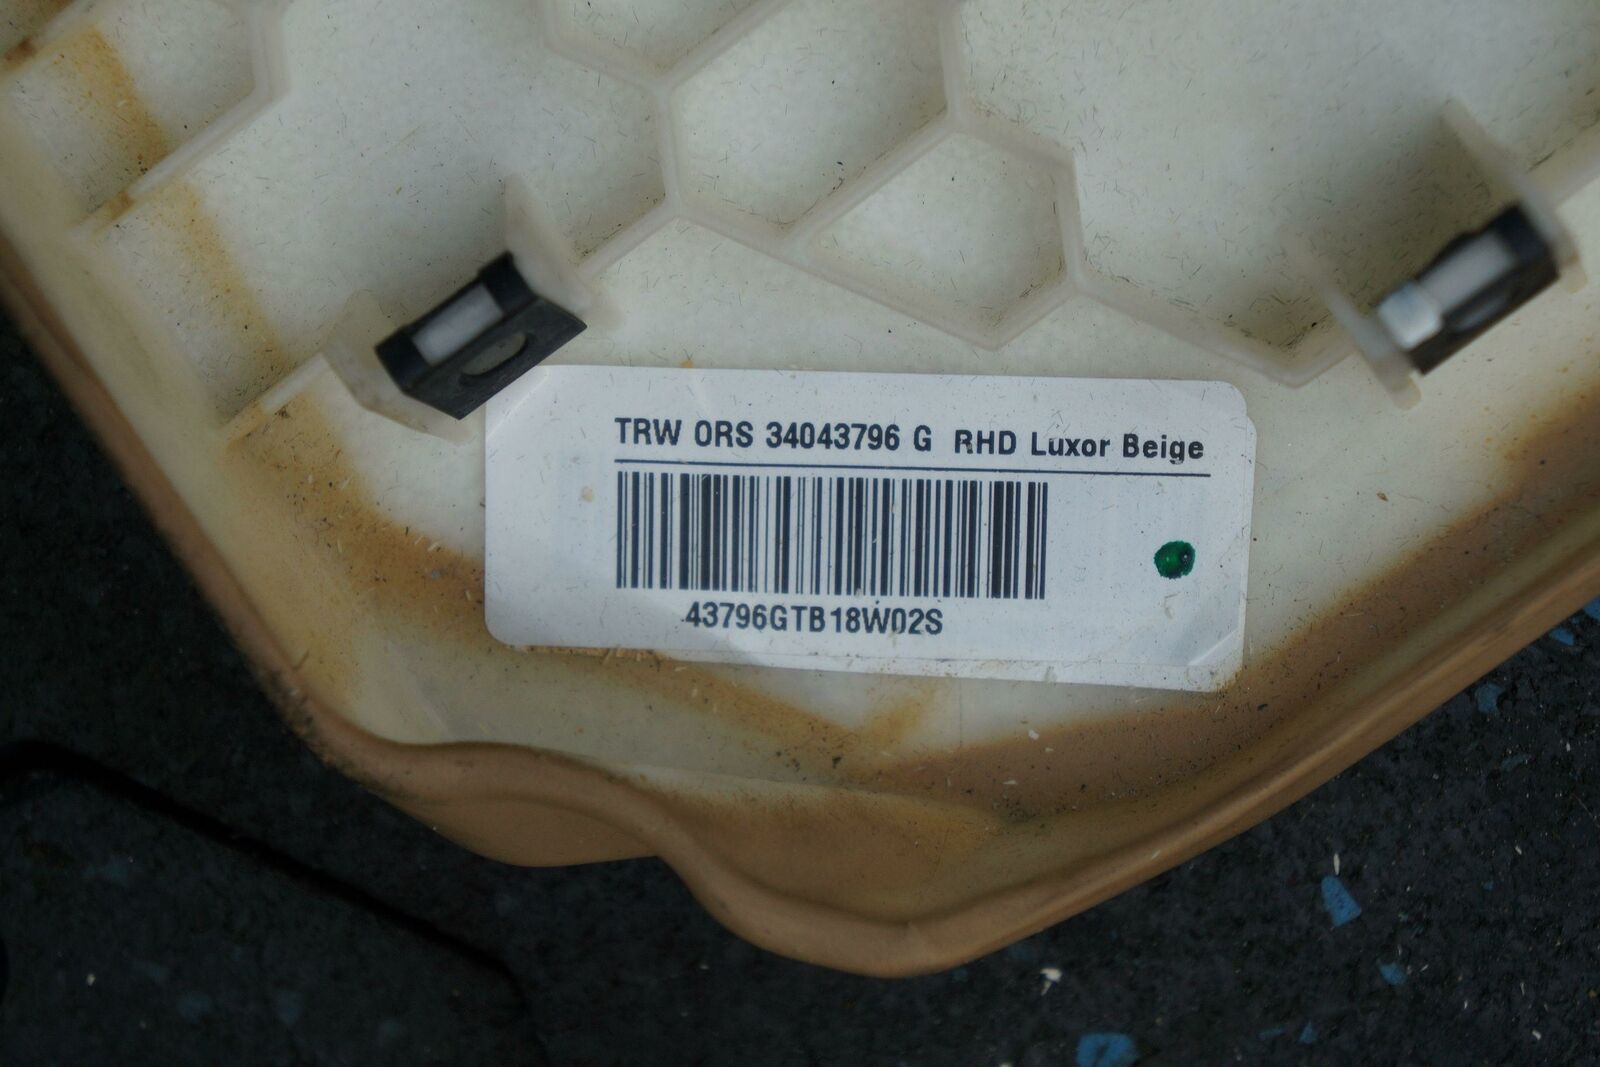 TRW ORS 34043796 G RHD Luxor Beige
43796GTB18W02S